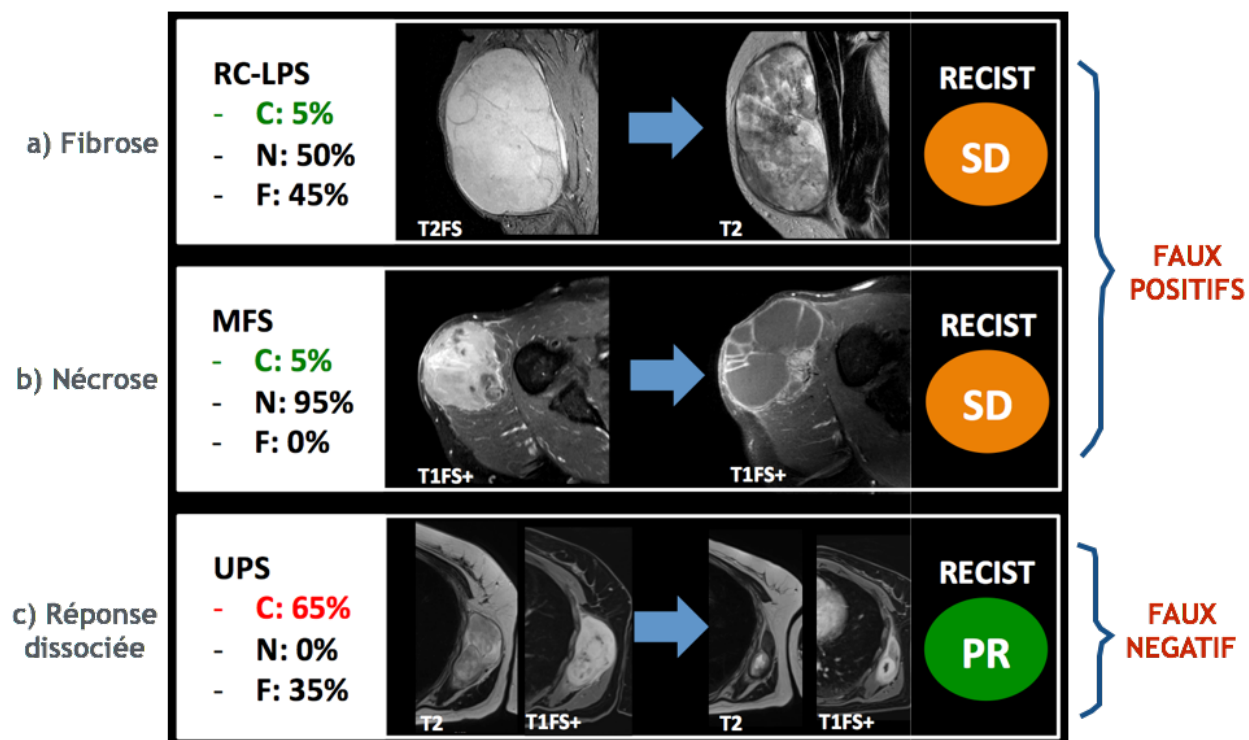 a) Fibrose
RC-LPS
- C: 5%
- N: 50%
- F: 45%
T2FS
T2
RECIST
SD
b) Nécrose
MFS
- C: 5%
- N: 95%
- F: 0%
T1FS+
T1FS+
RECIST
SD
FAUX
POSITIFS
c) Réponse
dissociée
UPS
- C: 65%
- N: 0%
- F: 35%
T2
T1FS+
T2
T1FS+
RECIST
PR
FAUX
NEGATIF